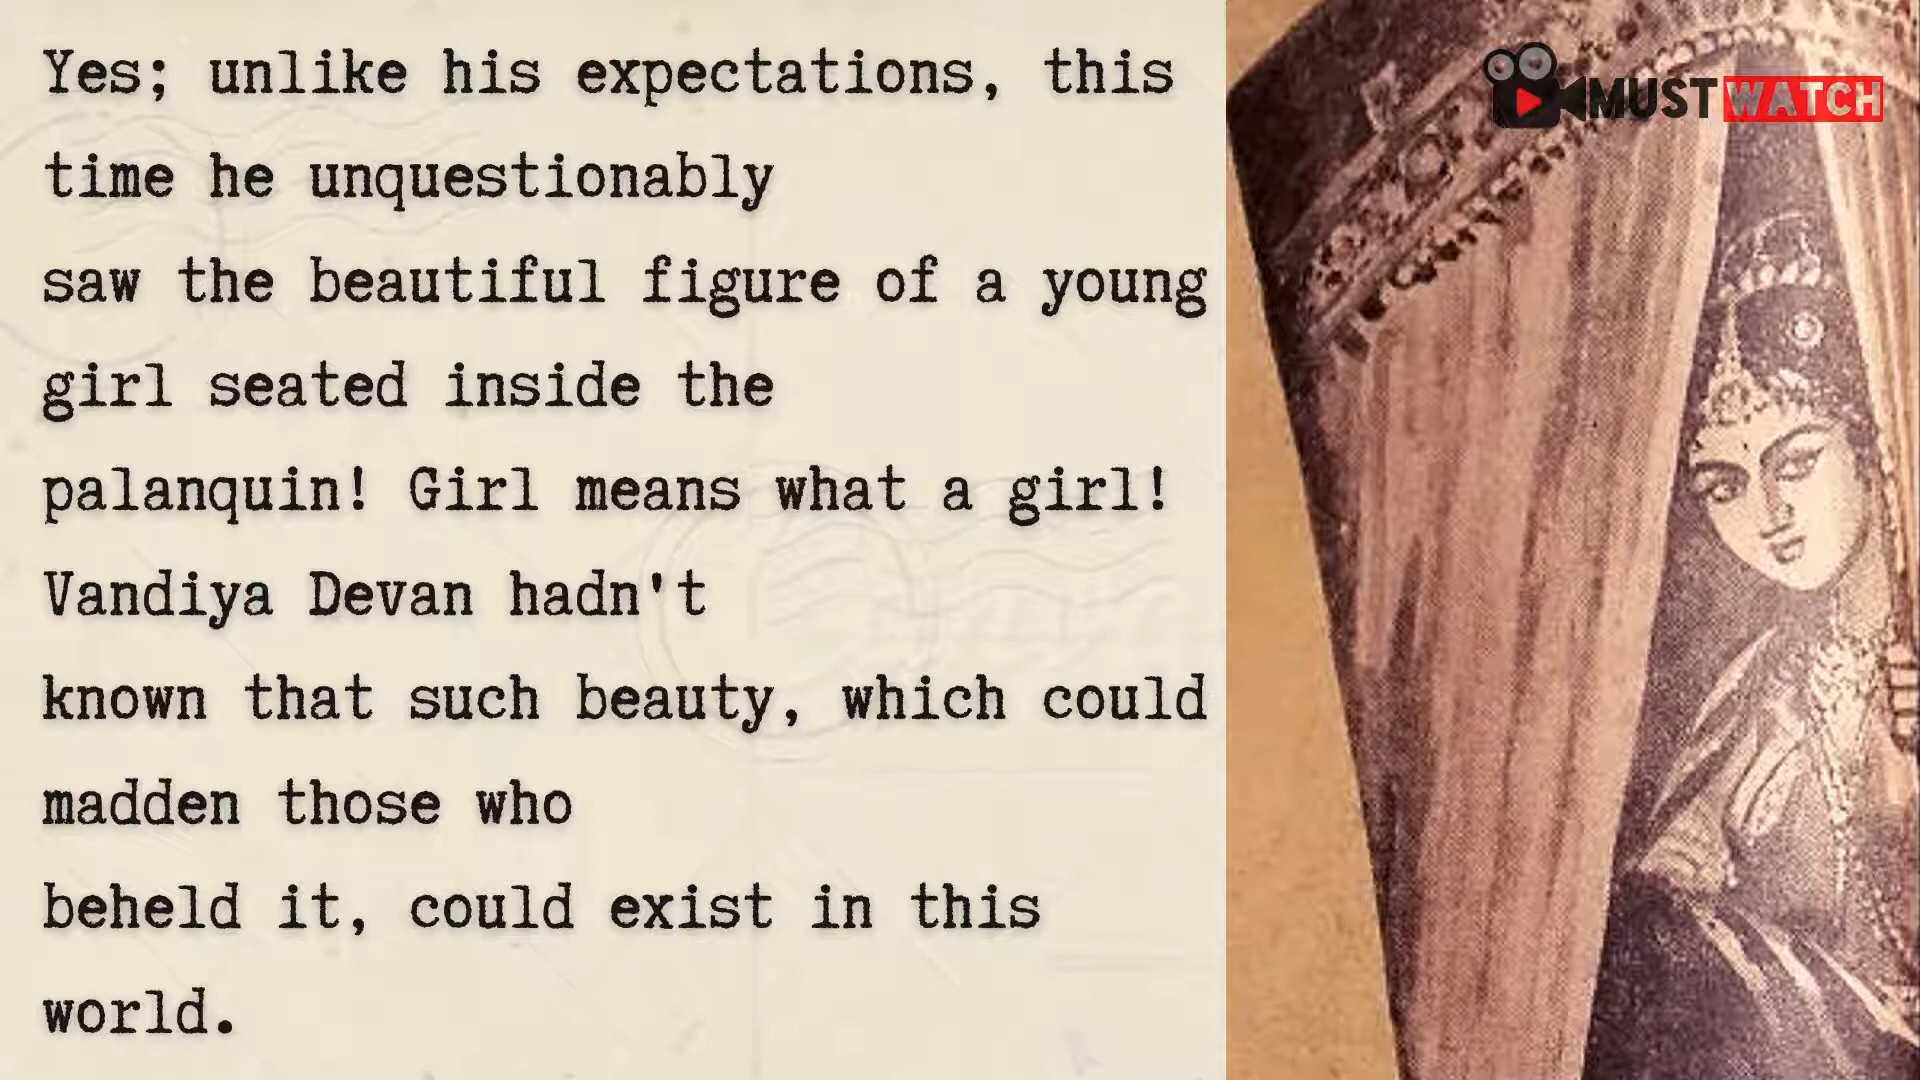 Yes; unlike his expectations, this
time he unquestionably
saw the beautiful figure of a young
girl seated inside the
palanquin! Girl means what a girl!
Vandiya Devan hadn't
known that such beauty, which could
madden those who
beheld it, could exist in this
world.
MUST WATCH